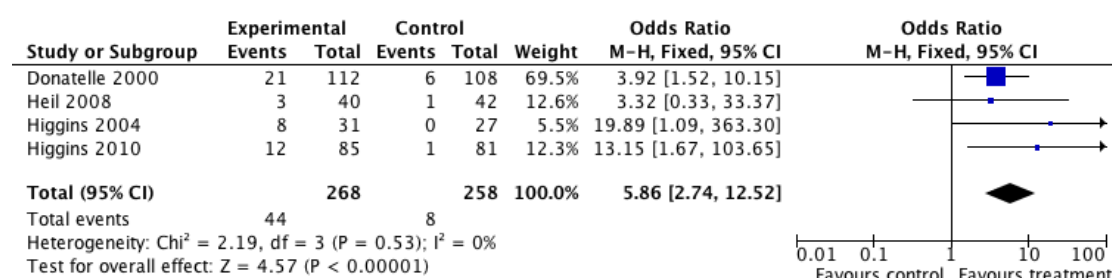 Experimental Control Odds Ratio Odds Ratio
Study or Subgroup Events Total Events Total Weight M-H, Fixed, 95% CI M-H, Fixed, 95% CI
Donatelle 2000 21 112 6 108 69.5% 3.92 [1.52, 10.15]
Heil 2008 3 40 1 42 12.6% 3.32 [0.33, 33.37]
Higgins 2004 8 31 0 27 5.5% 19.89 [1.09, 363.30]
Higgins 2010 12 85 1 81 12.3% 13.15 [1.67, 103.65]
Total (95% CI) 268 258 100.0% 5.86 [2.74, 12.52]
Total events 44 8
Heterogeneity: Chi² = 2.19, df = 3 (P = 0.53); I² = 0%
Test for overall effect: Z = 4.57 (P < 0.00001)
0.01 0.1 1 10 100
Favours control Favours treatment